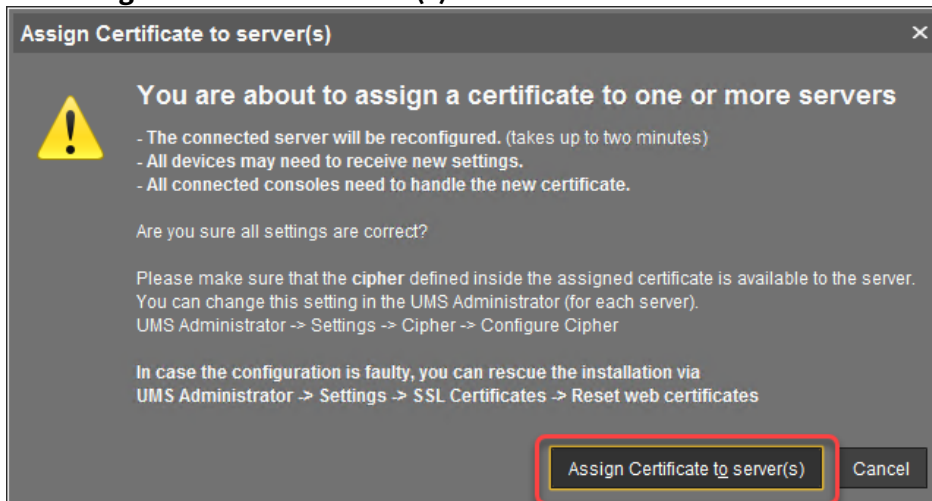 Assign Certificate to server(s)
You are about to assign a certificate to one or more servers
- The connected server will be reconfigured. (takes up to two minutes)
- All devices may need to receive new settings.
- All connected consoles need to handle the new certificate.
Are you sure all settings are correct?
Please make sure that the cipher defined inside the assigned certificate is available to the server.
You can change this setting in the UMS Administrator (for each server).
UMS Administrator -> Settings -> Cipher -> Configure Cipher
In case the configuration is faulty, you can rescue the installation via
UMS Administrator -> Settings -> SSL Certificates -> Reset web certificates
Assign Certificate to server(s) Cancel